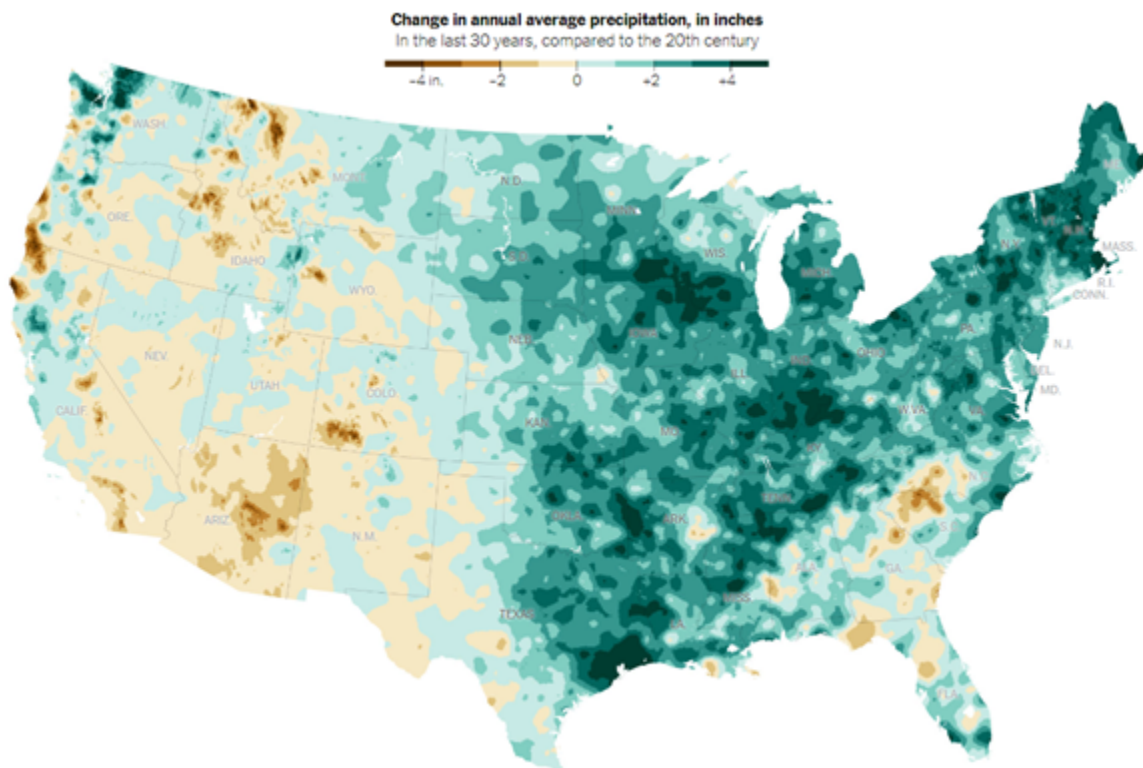 Change in annual average precipitation, in inches
In the last 30 years, compared to the 20th century
−4 in. −2 0 +2 +4
WASH.
MONT.
N.D.
ORE.
MINN.
VT.
N.H.
IDAHO
S.D.
WIS.
N.Y.
MASS.
MICH.
R.I.
CONN.
WYO.
IOWA
PA.
NEV.
NEB.
OHIO
N.J.
UTAH
COLO.
ILL.
IND.
DEL.
MD.
CALIF.
KAN.
MO.
W.VA.
VA.
KY.
TENN.
ARIZ.
N.M.
OKLA.
ARK.
S.C.
ALA.
GA.
TEXAS
MISS.
LA.
FLA.